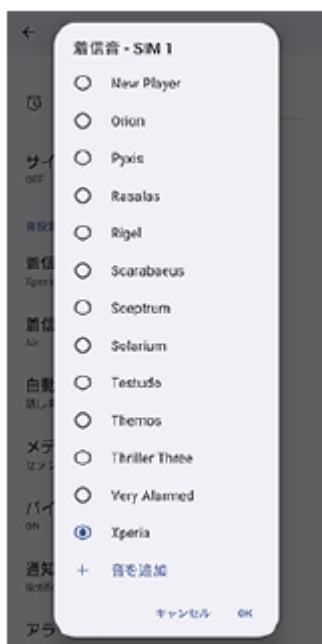 着信音 - SIM 1
New Player
Orion
Pyxis
Rasalas
Rigel
Scarabaeus
Sceptrum
Solarium
Testudo
Themos
Thriller Three
Very Alarmed
Xperia
+ 音を追加
キャンセル OK
サイ
OFF
着信
Xperia
着信
Air
自動
メデ
バイ
ON
通知
アラ